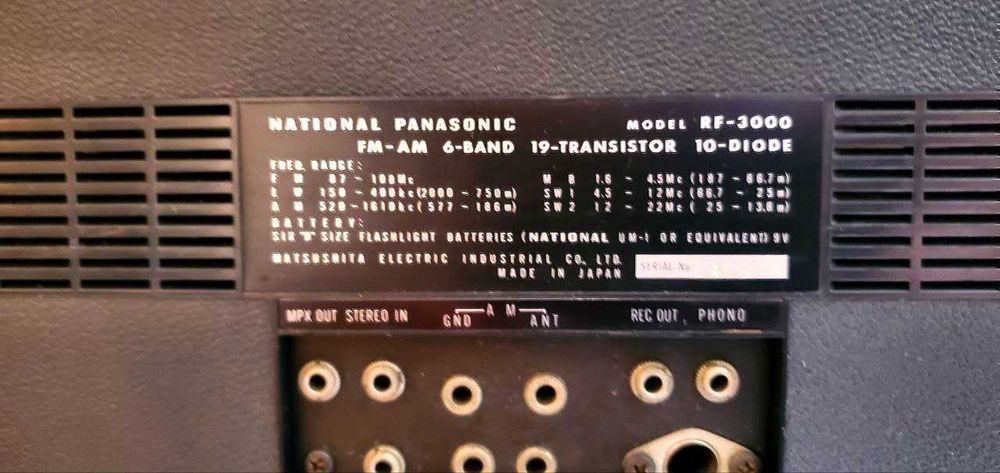 NATIONAL PANASONIC MODEL RF-3000
FM-AM 6-BAND 19-TRANSISTOR 10-DIODE
FREQ. RANGE:
F M 87 ~ 108Mc M B 1.6 ~ 4.5Mc (187 ~ 66.7m)
L W 150 ~ 400kc (2000 ~ 750m) SW 1 4.5 ~ 12Mc (66.7 ~ 25m)
A M 520 ~ 1610kc (577 ~ 186m) SW 2 12 ~ 22Mc ( 25 ~ 13.6m)
BATTERY:
SIX "D" SIZE FLASHLIGHT BATTERIES (NATIONAL UM-1 OR EQUIVALENT) 9V
MATSUSHITA ELECTRIC INDUSTRIAL CO., LTD.
MADE IN JAPAN SERIAL No.
MPX OUT STEREO IN GND A M ANT REC OUT, PHONO